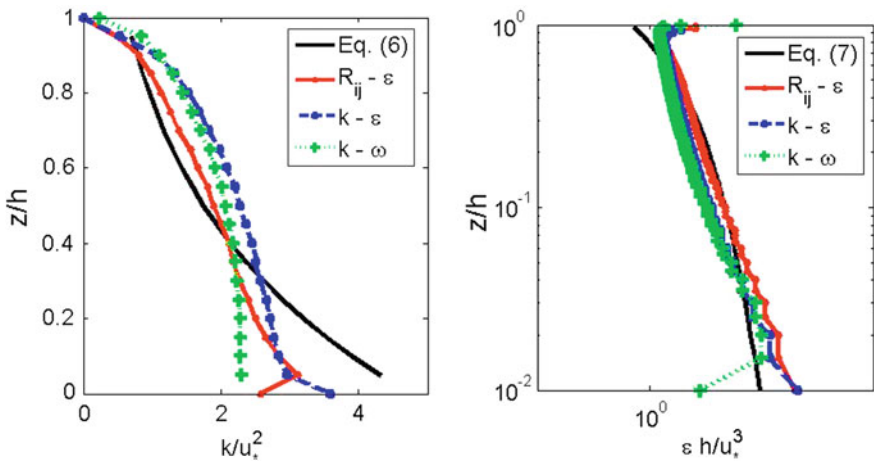 1
0.8
0.6
0.4
0.2
0
z/h
0 2 4
k/u*²
Eq. (6)
Rij - ε
k - ε
k - ω
10⁰
10⁻¹
10⁻²
z/h
10⁰
ε h/u*³
Eq. (7)
Rij - ε
k - ε
k - ω